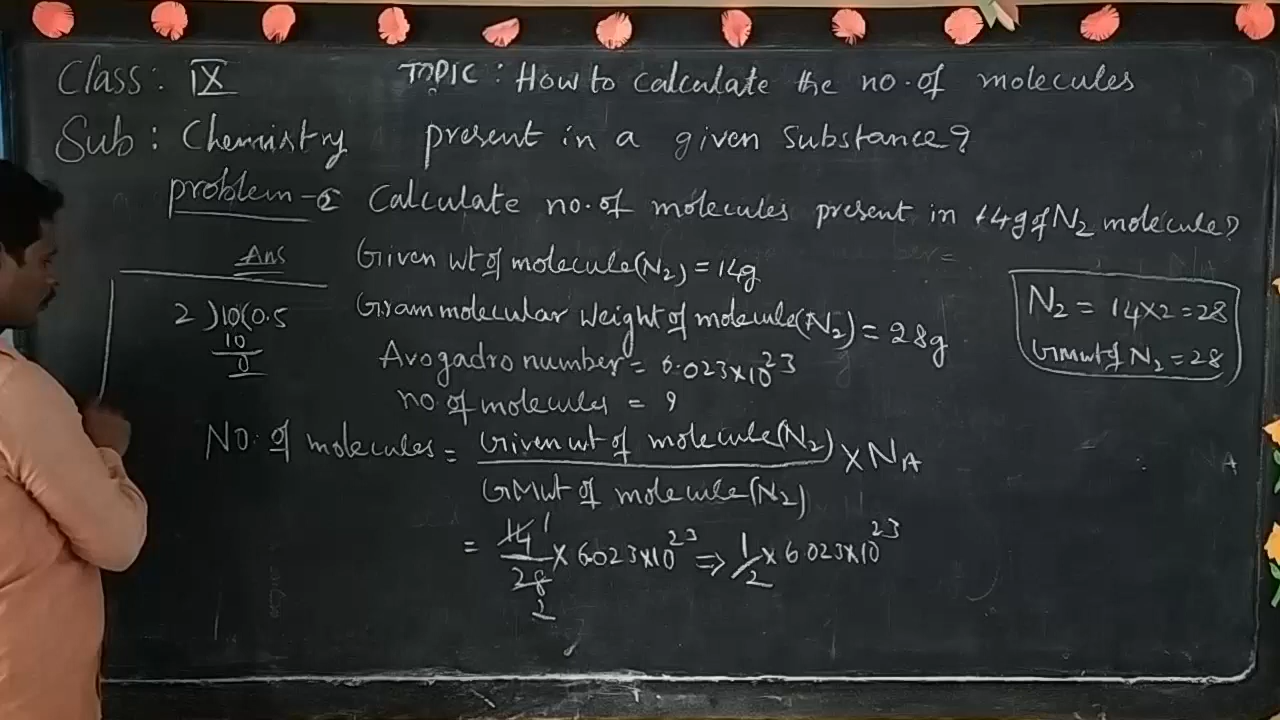 Class: IX TOPIC: How to calculate the no. of molecules
Sub: Chemistry present in a given substance?
problem - Calculate no. of molecules present in 14g of N2 molecule?
Ans Given wt of molecule(N2) = 14g
2 ) 10 ( 0.5 Gram molecular weight of molecule(N2) = 28g
10
0
Avogadro number = 6.023×10^23
no. of molecules = ?
N2 = 14×2 = 28
GMwt of N2 = 28
No. of molecules = Given wt of molecule(N2) × NA
GMwt of molecule(N2)
= 14 1 × 6.023×10^23 ⇒ 1 × 6.023×10^23
28 2
2